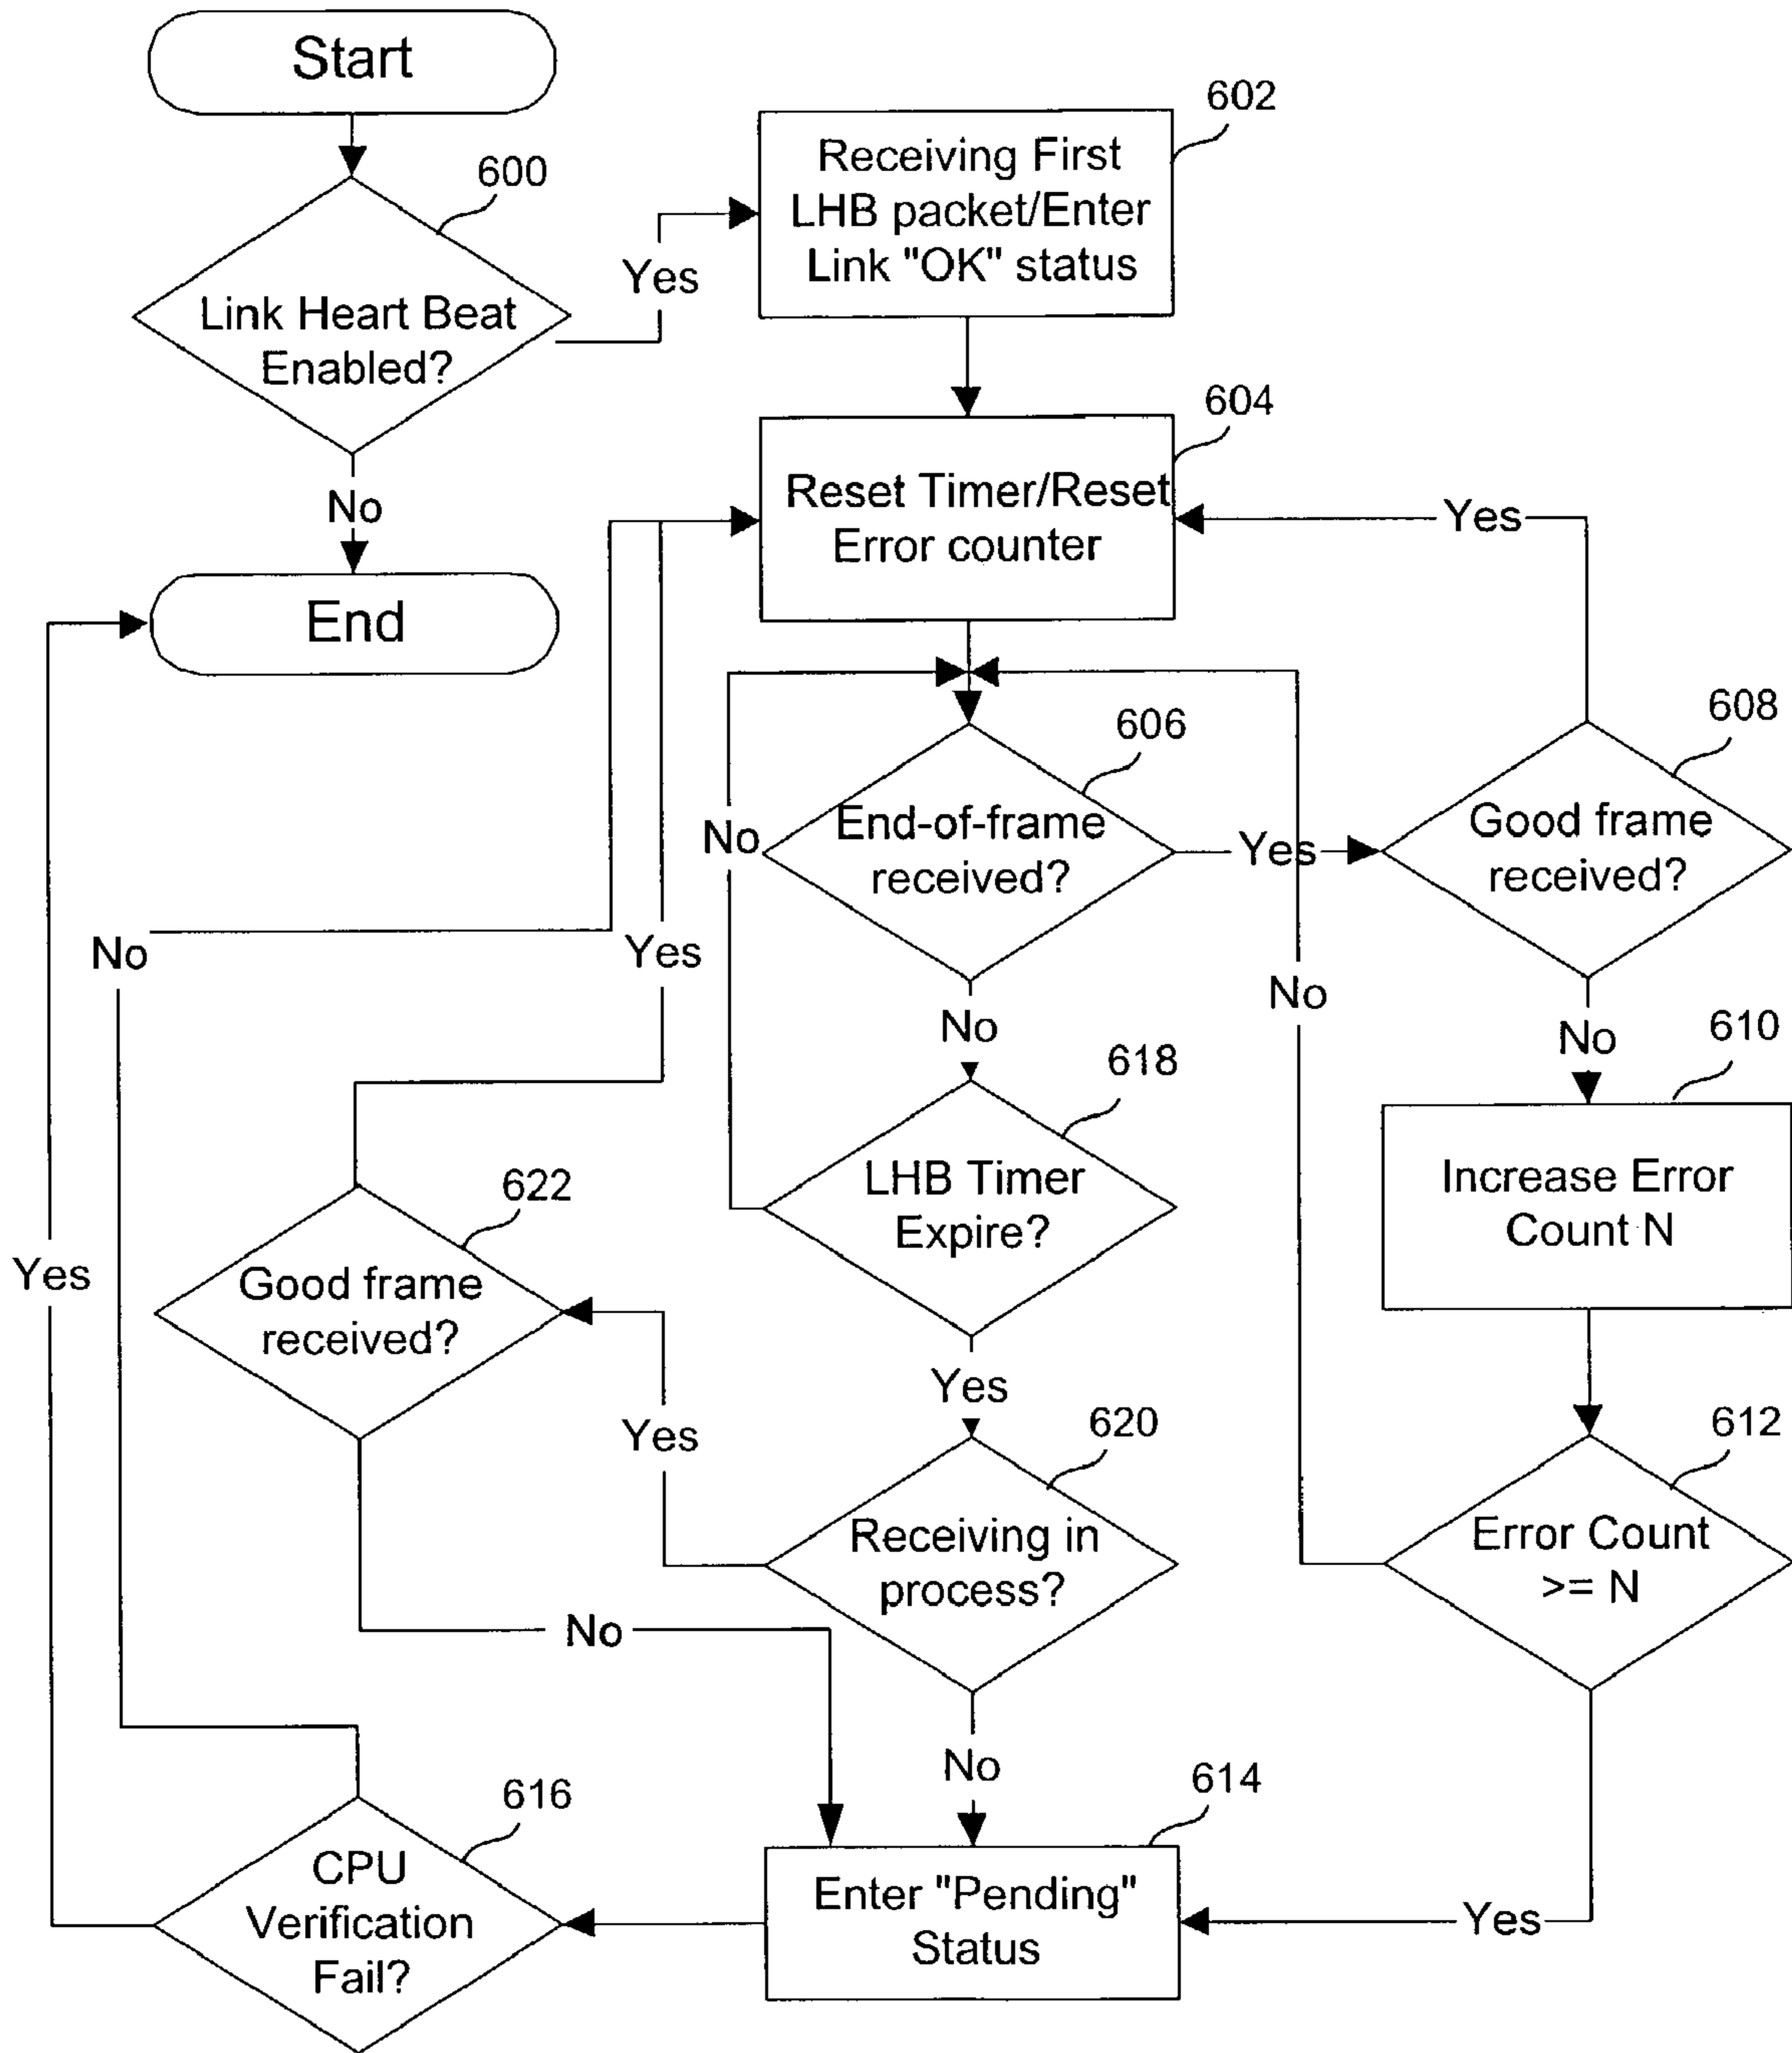 Start
600
Link Heart Beat
Enabled?
Yes
No
End
602
Receiving First
LHB packet/Enter
Link "OK" status
604
Reset Timer/Reset
Error counter
Yes
606
End-of-frame
received?
Yes
No
No
608
Good frame
received?
No
610
Increase Error
Count N
612
Error Count
>= N
No
Yes
618
LHB Timer
Expire?
Yes
620
Receiving in
process?
Yes
No
622
Good frame
received?
Yes
No
614
Enter "Pending"
Status
616
CPU
Verification
Fail?
No
Yes